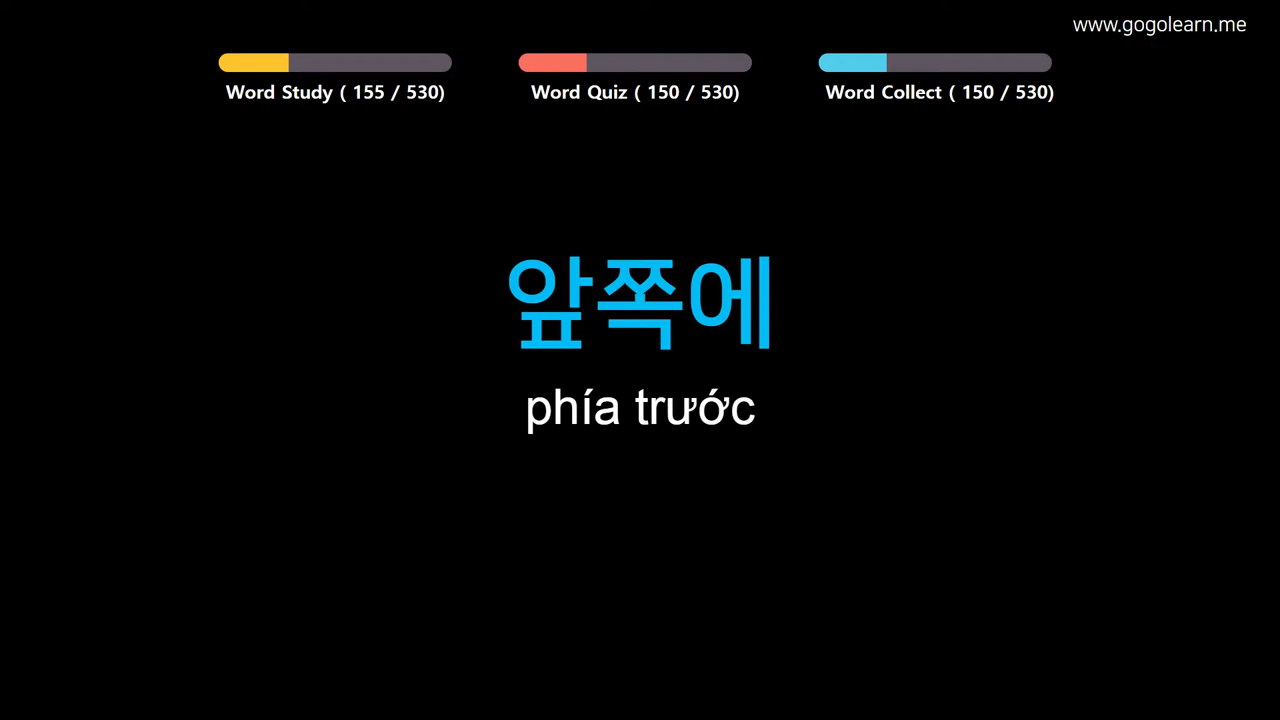 www.gogolearn.me
Word Study ( 155 / 530)
Word Quiz ( 150 / 530)
Word Collect ( 150 / 530)
앞쪽에
phía trước